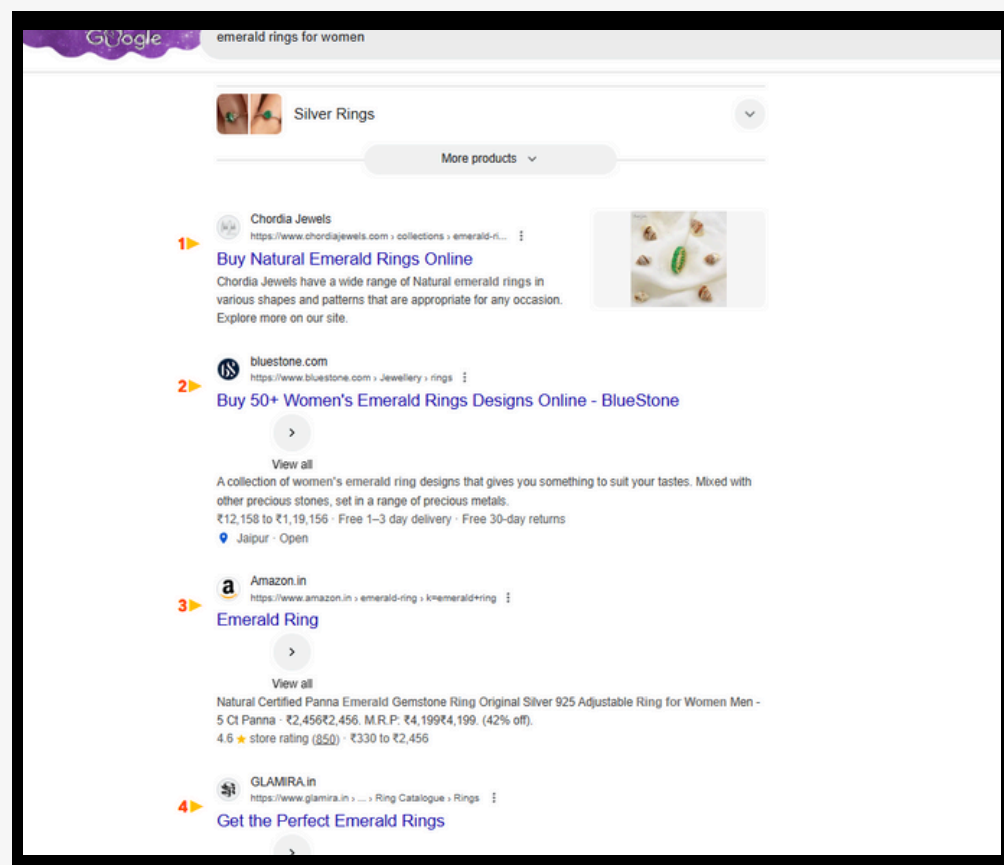 Google
emerald rings for women
Silver Rings
More products
Chordia Jewels
https://www.chordiajewels.com › collections › emerald-ri...
1
Buy Natural Emerald Rings Online
Chordia Jewels have a wide range of Natural emerald rings in
various shapes and patterns that are appropriate for any occasion.
Explore more on our site.
bluestone.com
https://www.bluestone.com › Jewellery › rings
2
Buy 50+ Women's Emerald Rings Designs Online - BlueStone
View all
A collection of women's emerald ring designs that gives you something to suit your tastes. Mixed with
other precious stones, set in a range of precious metals.
₹12,158 to ₹1,19,156 · Free 1–3 day delivery · Free 30-day returns
Jaipur · Open
a
Amazon.in
https://www.amazon.in › emerald-ring › k=emerald+ring
3
Emerald Ring
View all
Natural Certified Panna Emerald Gemstone Ring Original Silver 925 Adjustable Ring for Women Men -
5 Ct Panna · ₹2,456₹2,456. M.R.P: ₹4,199₹4,199. (42% off).
4.6 ★ store rating (850) · ₹330 to ₹2,456
GLAMIRA.in
https://www.glamira.in › ... › Ring Catalogue › Rings
4
Get the Perfect Emerald Rings